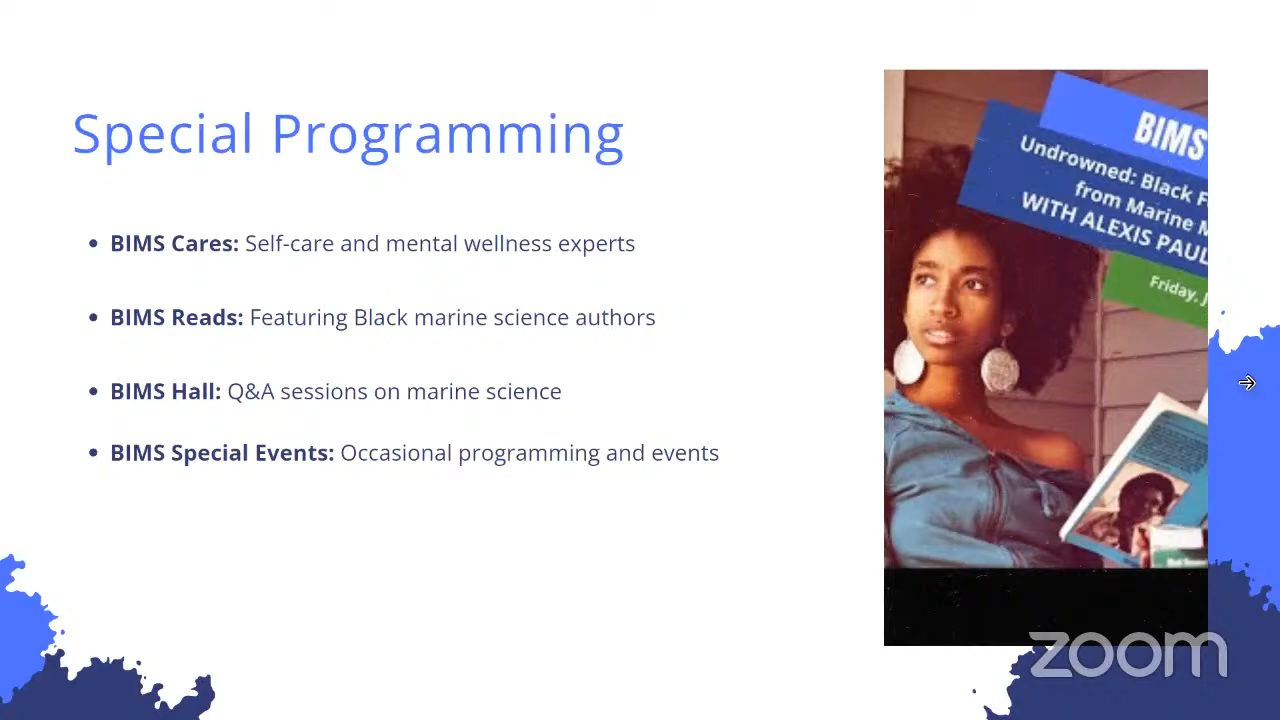 Special Programming
BIMS Cares: Self-care and mental wellness experts
BIMS Reads: Featuring Black marine science authors
BIMS Hall: Q&A sessions on marine science
BIMS Special Events: Occasional programming and events
BIMS
Undrowned: Black
from Marine
WITH ALEXIS PAUL
Friday,
zoom